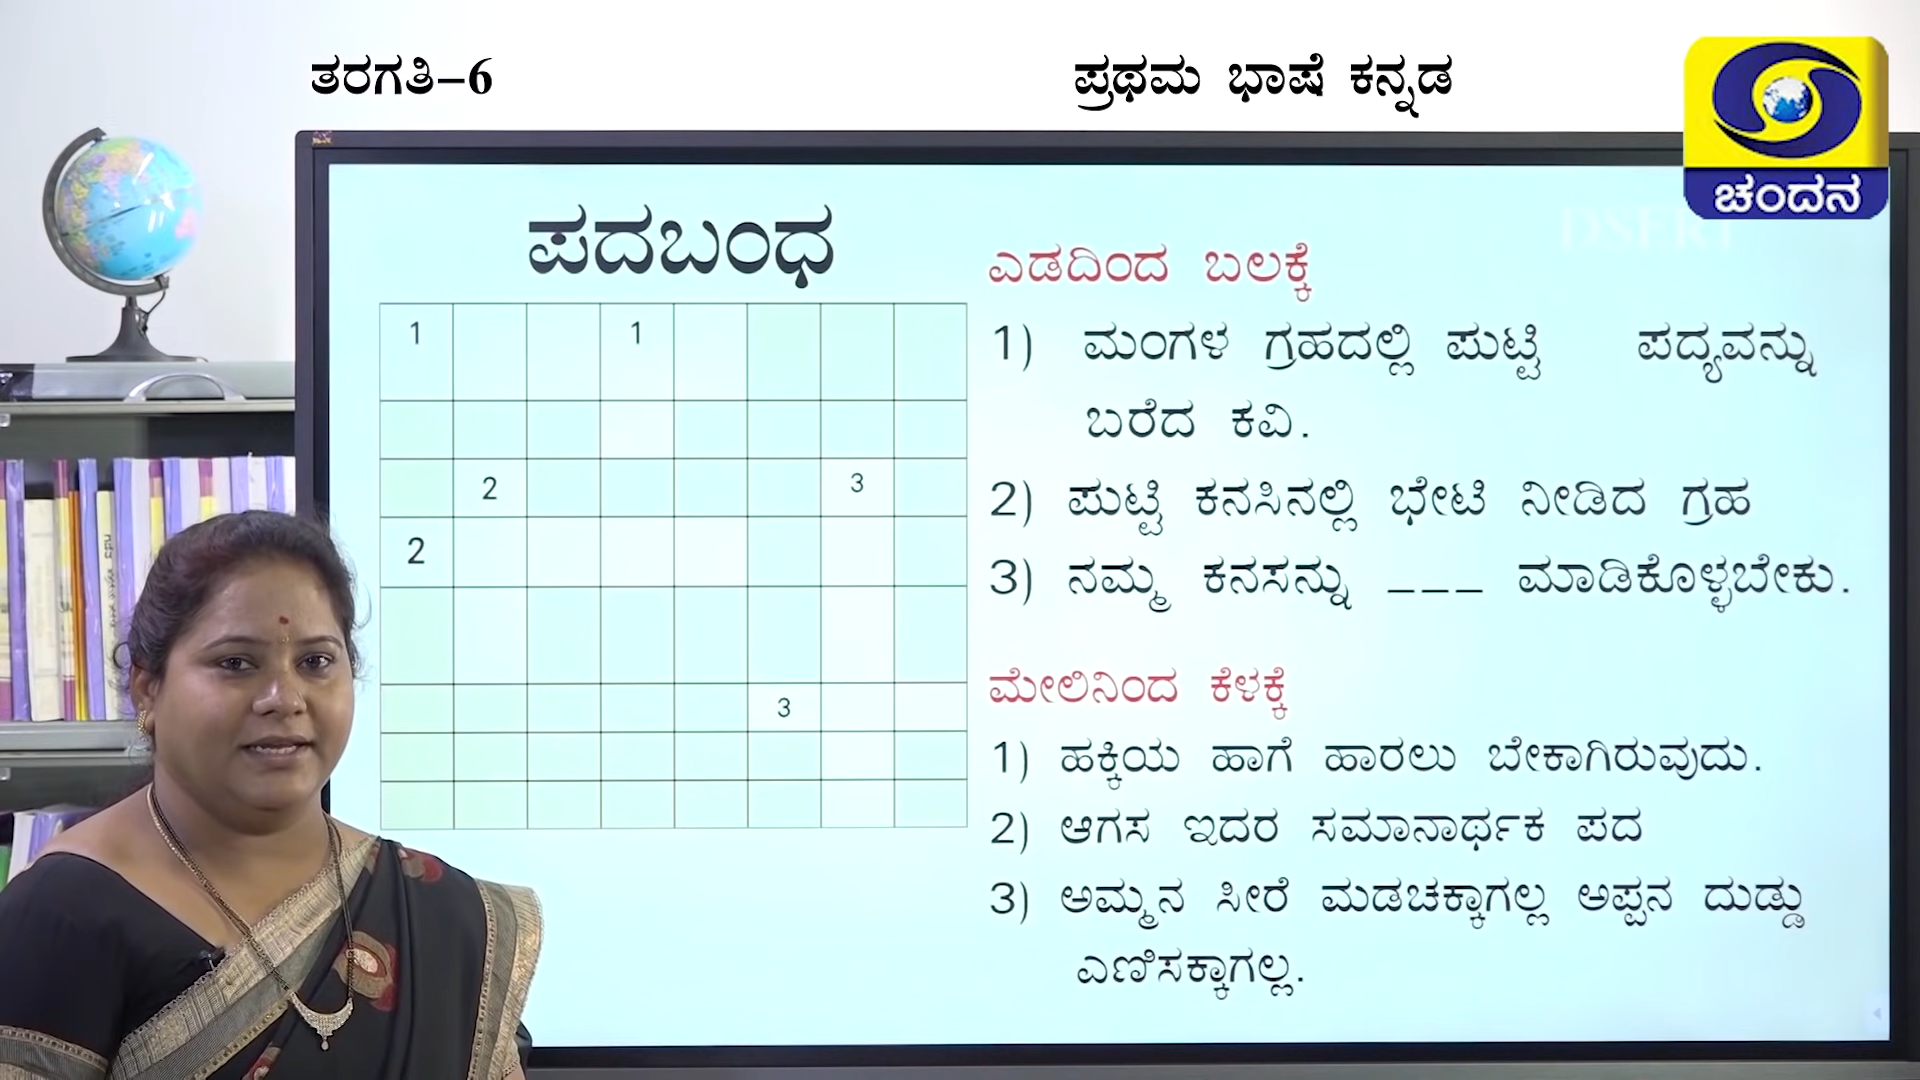 ತರಗತಿ-6
ಪ್ರಥಮ ಭಾಷೆ ಕನ್ನಡ
ಚಂದನ
DSERT
ಪದಬಂಧ
1 1
2 3
2
3
ಎಡದಿಂದ ಬಲಕ್ಕೆ
1) ಮಂಗಳ ಗ್ರಹದಲ್ಲಿ ಪುಟ್ಟಿ ಪದ್ಯವನ್ನು
ಬರೆದ ಕವಿ.
2) ಪುಟ್ಟಿ ಕನಸಿನಲ್ಲಿ ಭೇಟಿ ನೀಡಿದ ಗ್ರಹ
3) ನಮ್ಮ ಕನಸನ್ನು ___ ಮಾಡಿಕೊಳ್ಳಬೇಕು.
ಮೇಲಿನಿಂದ ಕೆಳಕ್ಕೆ
1) ಹಕ್ಕಿಯ ಹಾಗೆ ಹಾರಲು ಬೇಕಾಗಿರುವುದು.
2) ಆಗಸ ಇದರ ಸಮಾನಾರ್ಥಕ ಪದ
3) ಅಮ್ಮನ ಸೀರೆ ಮಡಚಕ್ಕಾಗಲ್ಲ ಅಪ್ಪನ ದುಡ್ಡು
ಎಣಿಸಕ್ಕಾಗಲ್ಲ.